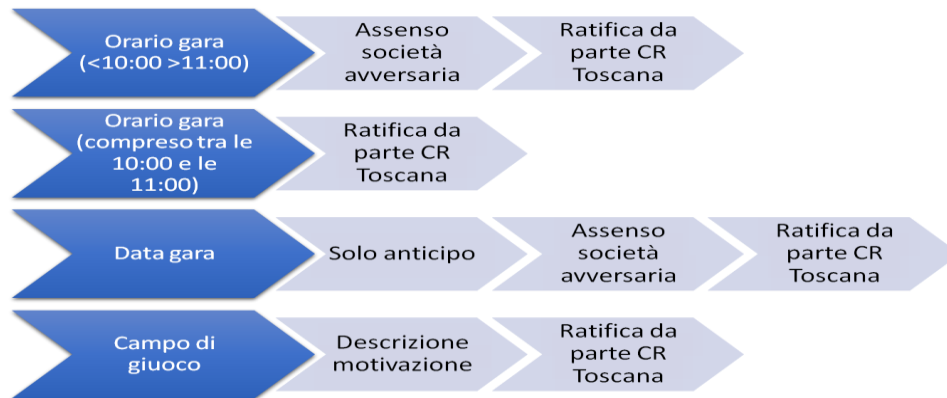 Orario gara
(<10:00 >11:00)
Assenso
società
avversaria
Ratifica da
parte CR
Toscana
Orario gara
(compreso tra le
10:00 e le
11:00)
Ratifica da
parte CR
Toscana
Data gara
Solo anticipo
Assenso
società
avversaria
Ratifica da
parte CR
Toscana
Campo di
giuoco
Descrizione
motivazione
Ratifica da
parte CR
Toscana